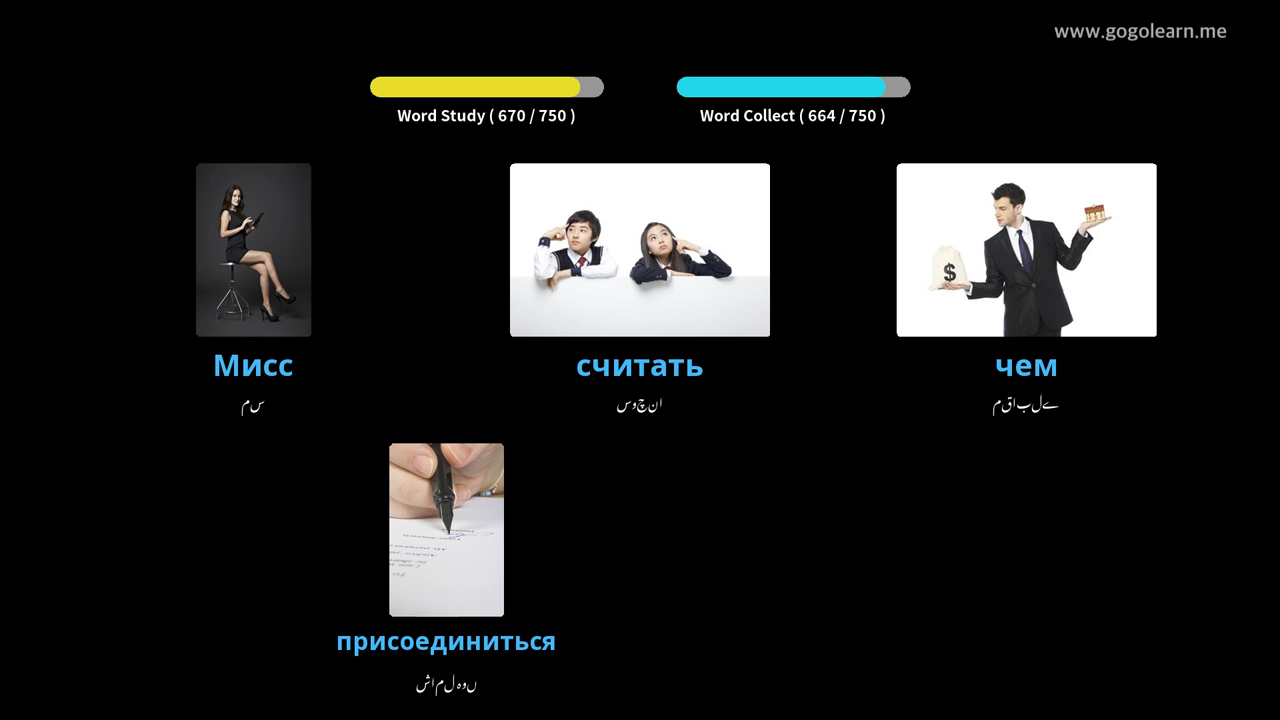 www.gogolearn.me
Word Study ( 670 / 750 )
Word Collect ( 664 / 750 )
Мисс
مس
считать
سوچنا
чем
مقابلے
присоединиться
شامل ہوں